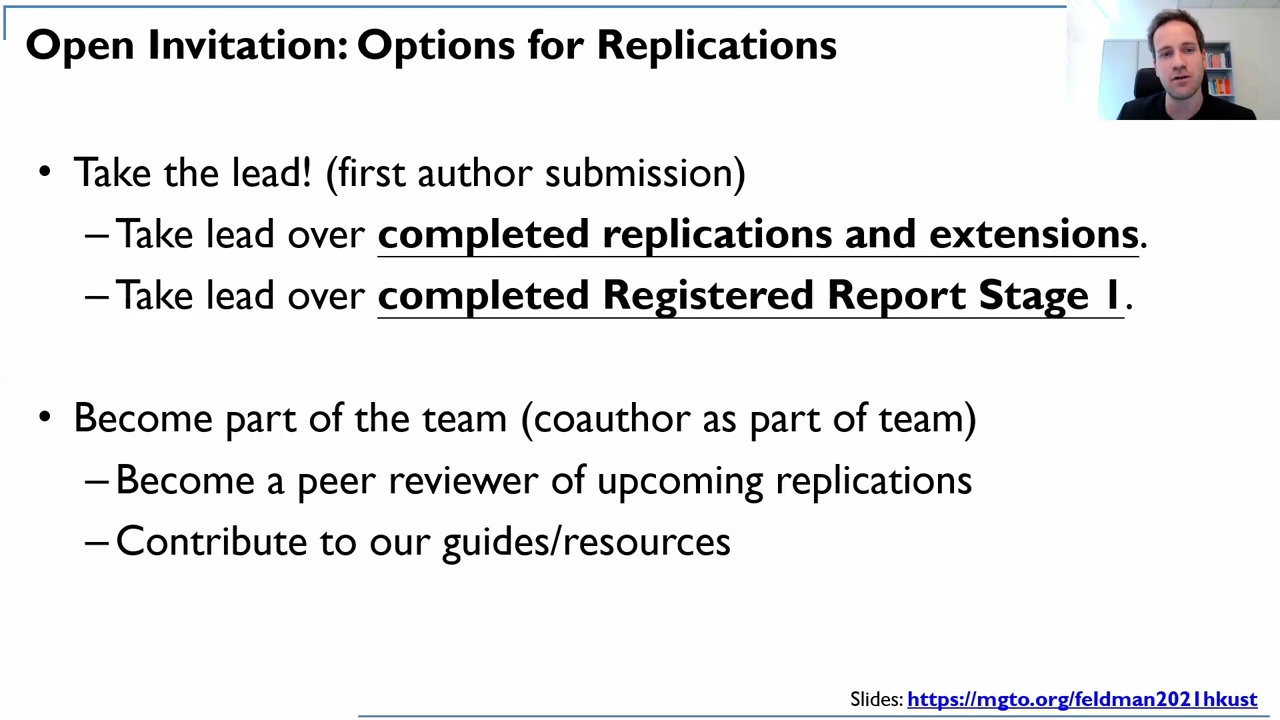 Open Invitation: Options for Replications
• Take the lead! (first author submission)
– Take lead over completed replications and extensions.
– Take lead over completed Registered Report Stage 1.
• Become part of the team (coauthor as part of team)
– Become a peer reviewer of upcoming replications
– Contribute to our guides/resources
Slides: https://mgto.org/feldman2021hkust